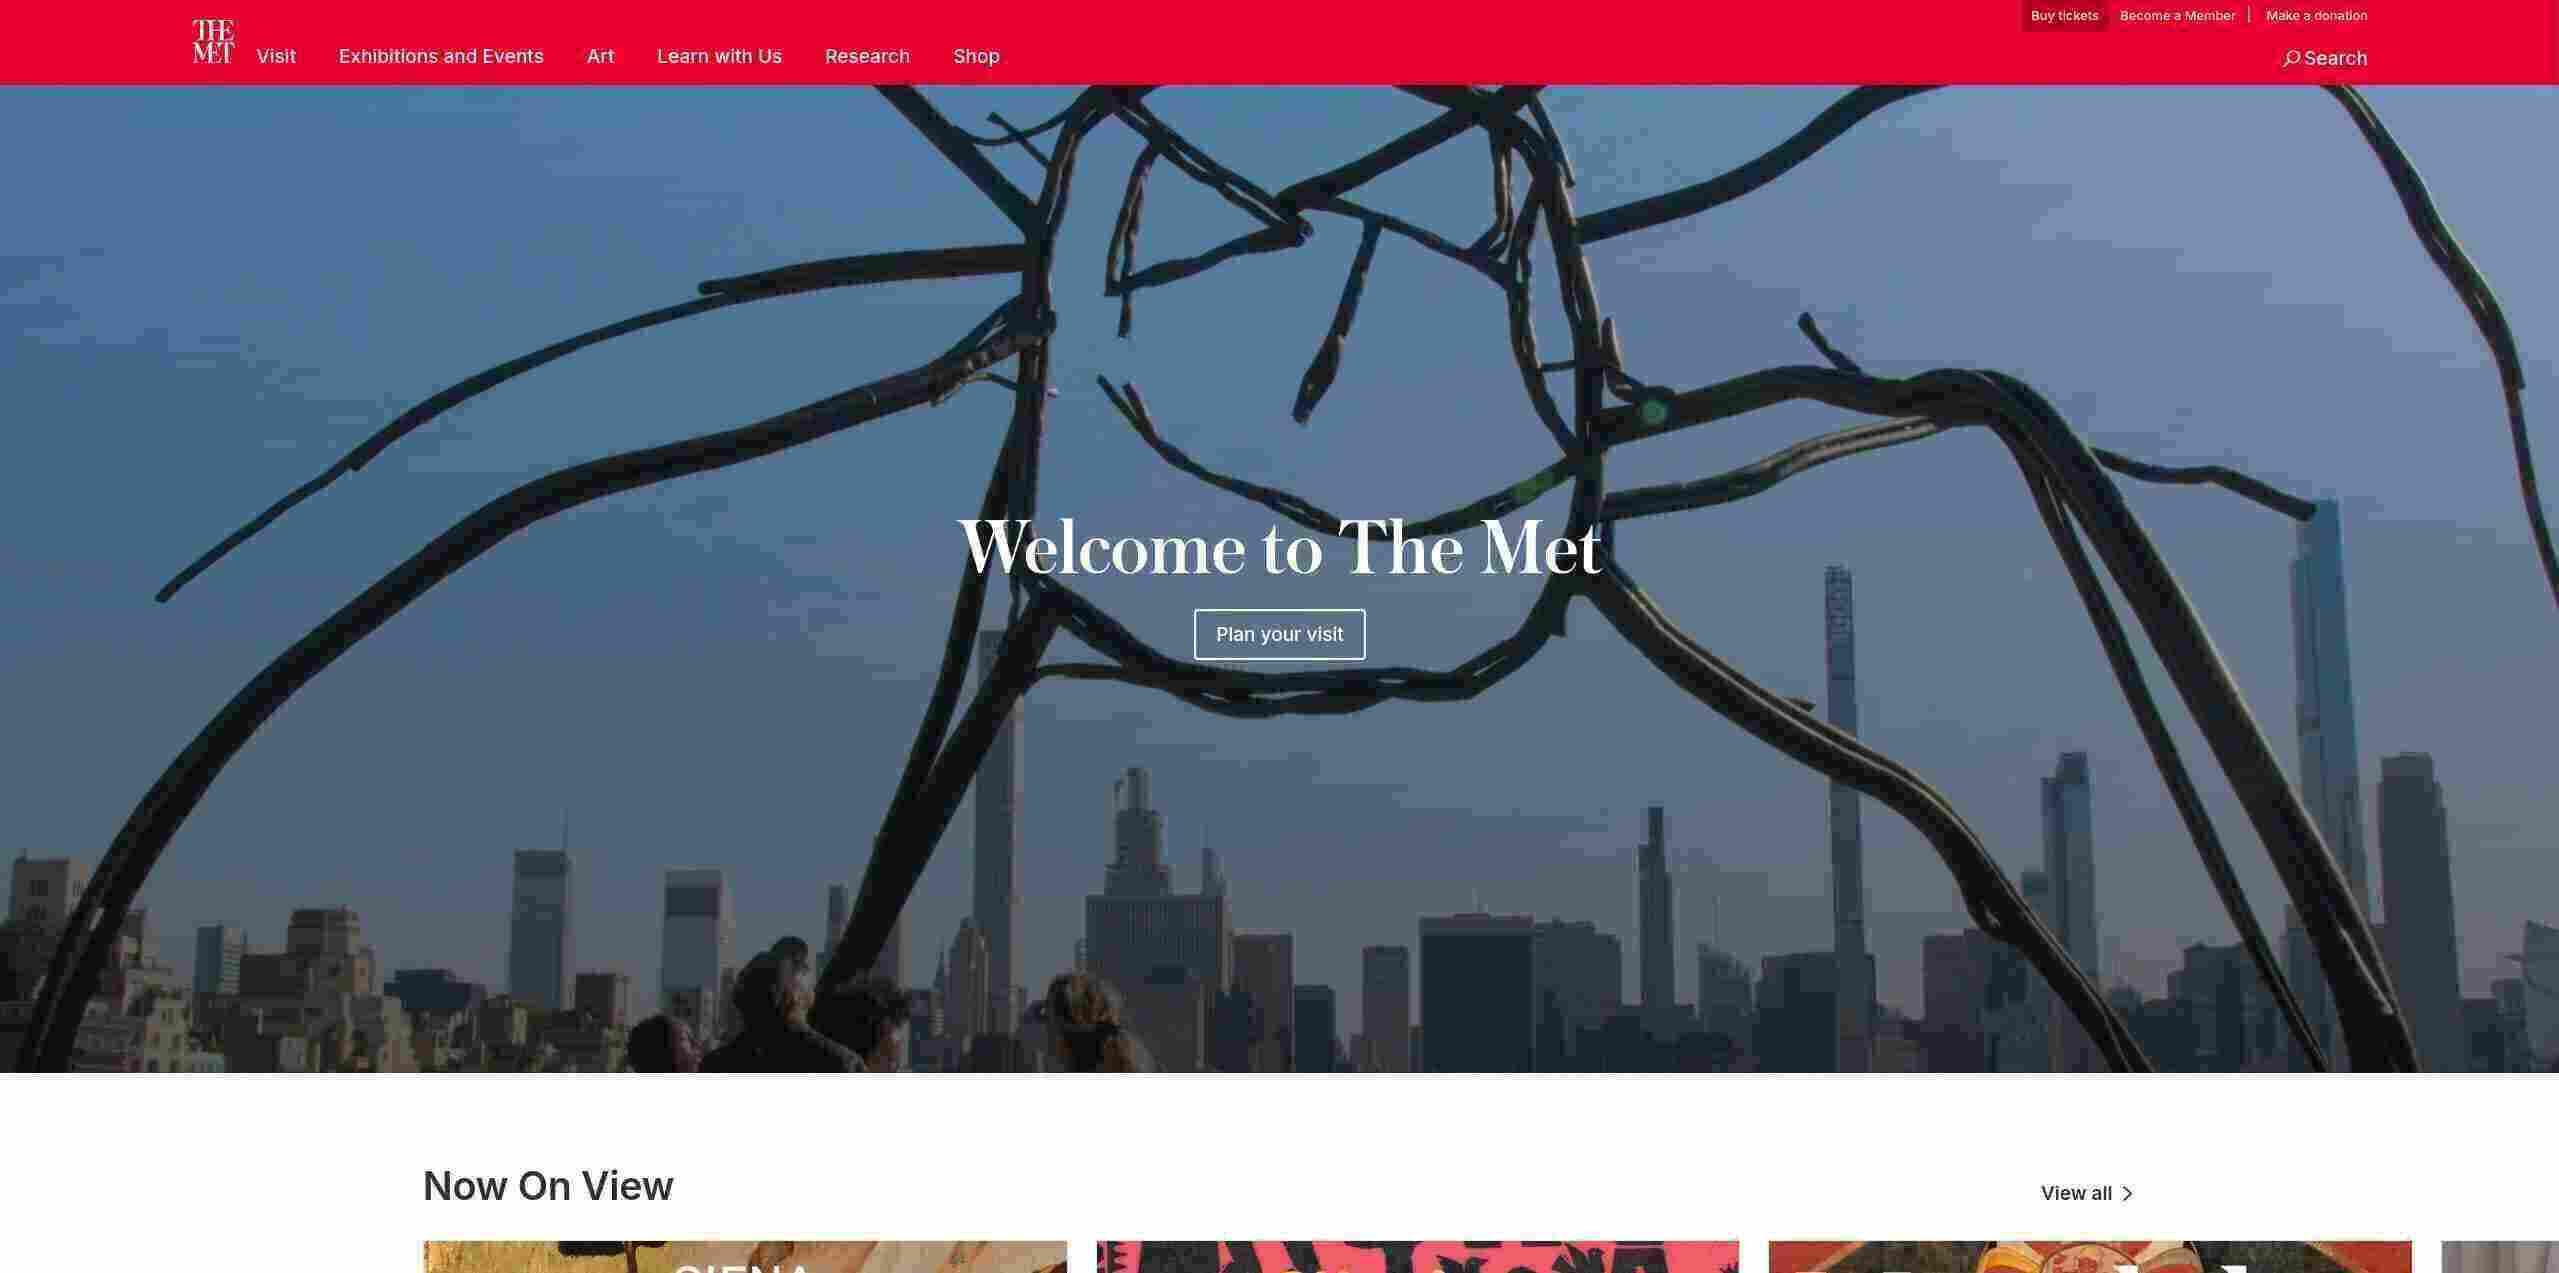 Buy tickets
Become a Member
Make a donation
THE
MET
Visit
Exhibitions and Events
Art
Learn with Us
Research
Shop
Search
Welcome to The Met
Plan your visit
Now On View
View all
SIENA